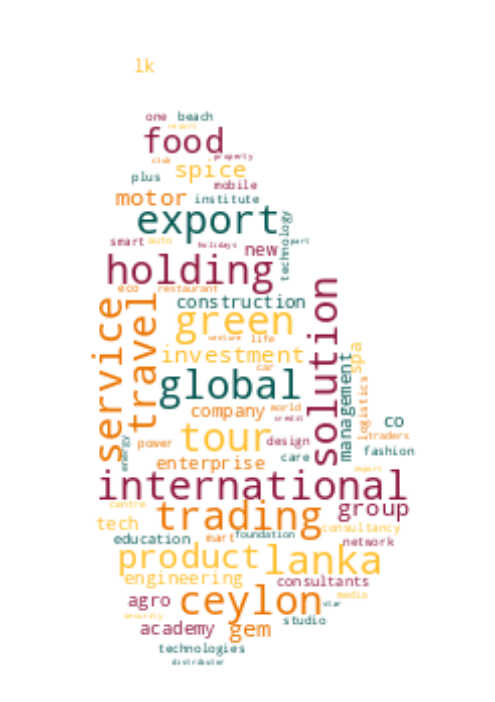 lk
one beach
resort
food
property
club
spice
plus
mobile
motor
institute
export
technology
part
smart auto
holidays
new
holding
eco restaurant
construction
service
travel
green
solution
venture life
investment
spa
management
car
global
logistics
company world
credit
co
tour
design
traders
power
energy
care
fashion
enterprise
import
international
centre
trading
group
tech
consultancy
education
mart foundation
network
product lanka
engineering
consultants
agro
ceylon
media
star
security
studio
academy gem
technologies
distributor